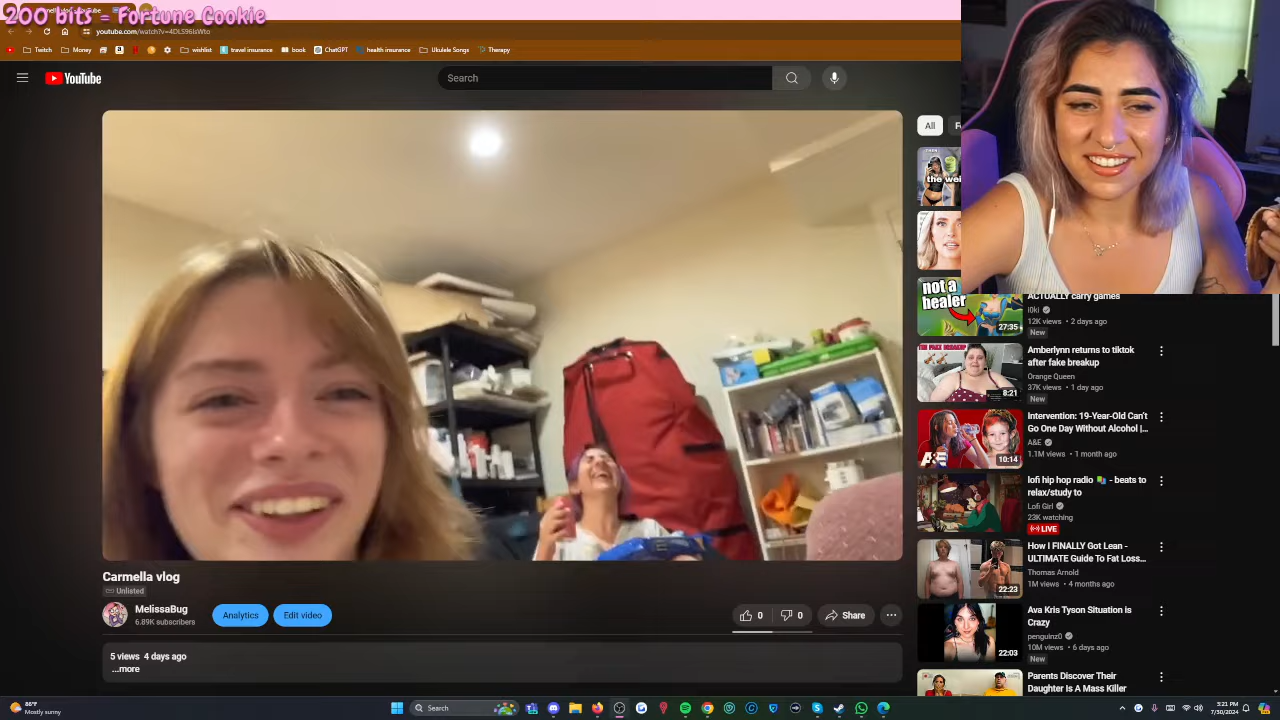 200 bits = Fortune Cookie
youtube.com/watch?v=4DLS96lsWto
Twitch
Money
wishlist
travel insurance
book
ChatGPT
health insurance
Ukulele Songs
Therapy
YouTube
Search
All
the wei
not a
healer
27:35
ACTUALLY carry games
i0ki
12K views • 2 days ago
New
8:21
Amberlynn returns to tiktok
after fake breakup
Orange Queen
37K views • 1 day ago
New
A&E
10:14
Intervention: 19-Year-Old Can't
Go One Day Without Alcohol |...
A&E
1.1M views • 1 month ago
lofi hip hop radio 📚 - beats to
relax/study to
Lofi Girl
23K watching
LIVE
22:23
How I FINALLY Got Lean -
ULTIMATE Guide To Fat Loss...
Thomas Arnold
1M views • 4 months ago
22:03
Ava Kris Tyson Situation Is
Crazy
penguinz0
10M views • 6 days ago
New
Parents Discover Their
Daughter Is A Mass Killer
Carmella vlog
Unlisted
MelissaBug
6.89K subscribers
Analytics
Edit video
0
0
Share
5 views 4 days ago
...more
Mostly sunny
Search
5:21 PM
7/30/2024